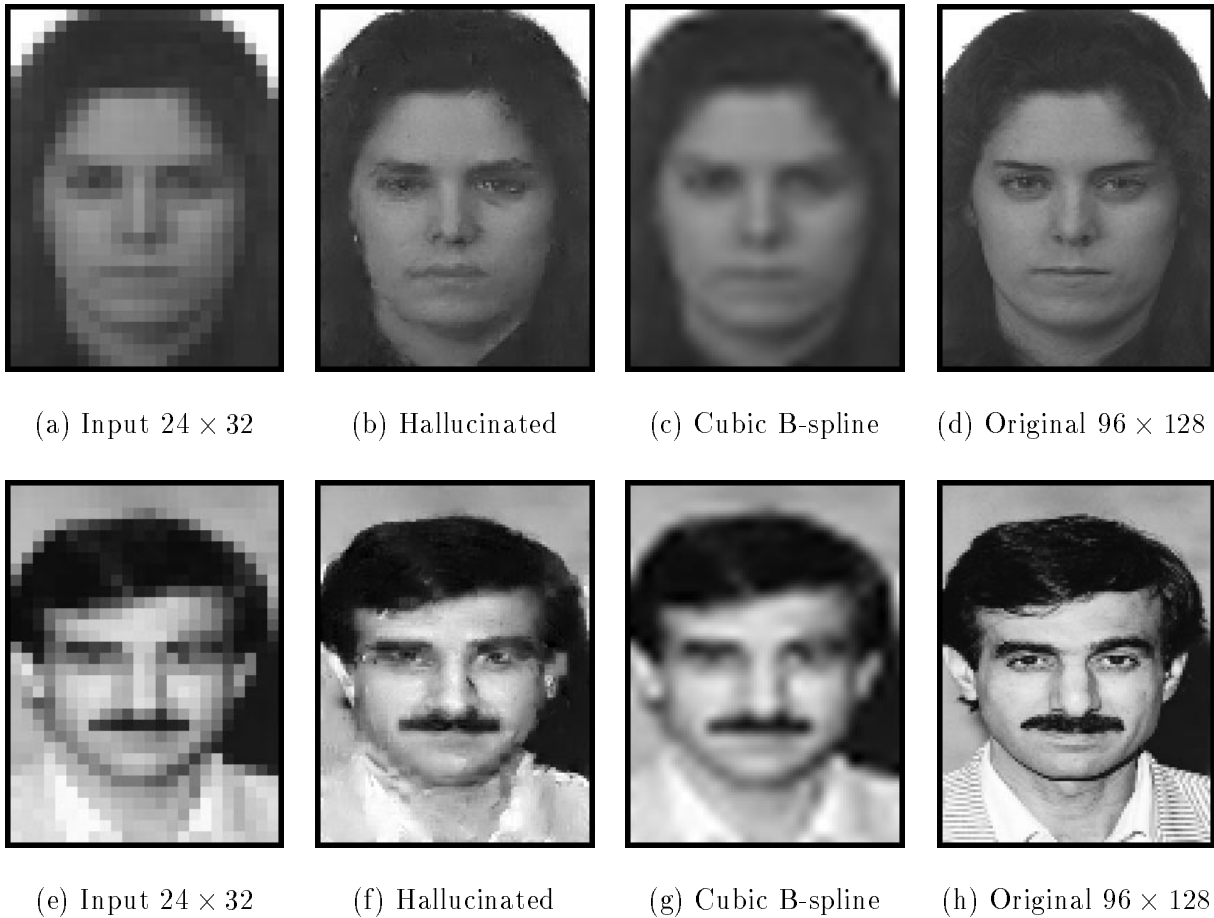 (a) Input 24 × 32 (b) Hallucinated (c) Cubic B-spline (d) Original 96 × 128
(e) Input 24 × 32 (f) Hallucinated (g) Cubic B-spline (h) Original 96 × 128